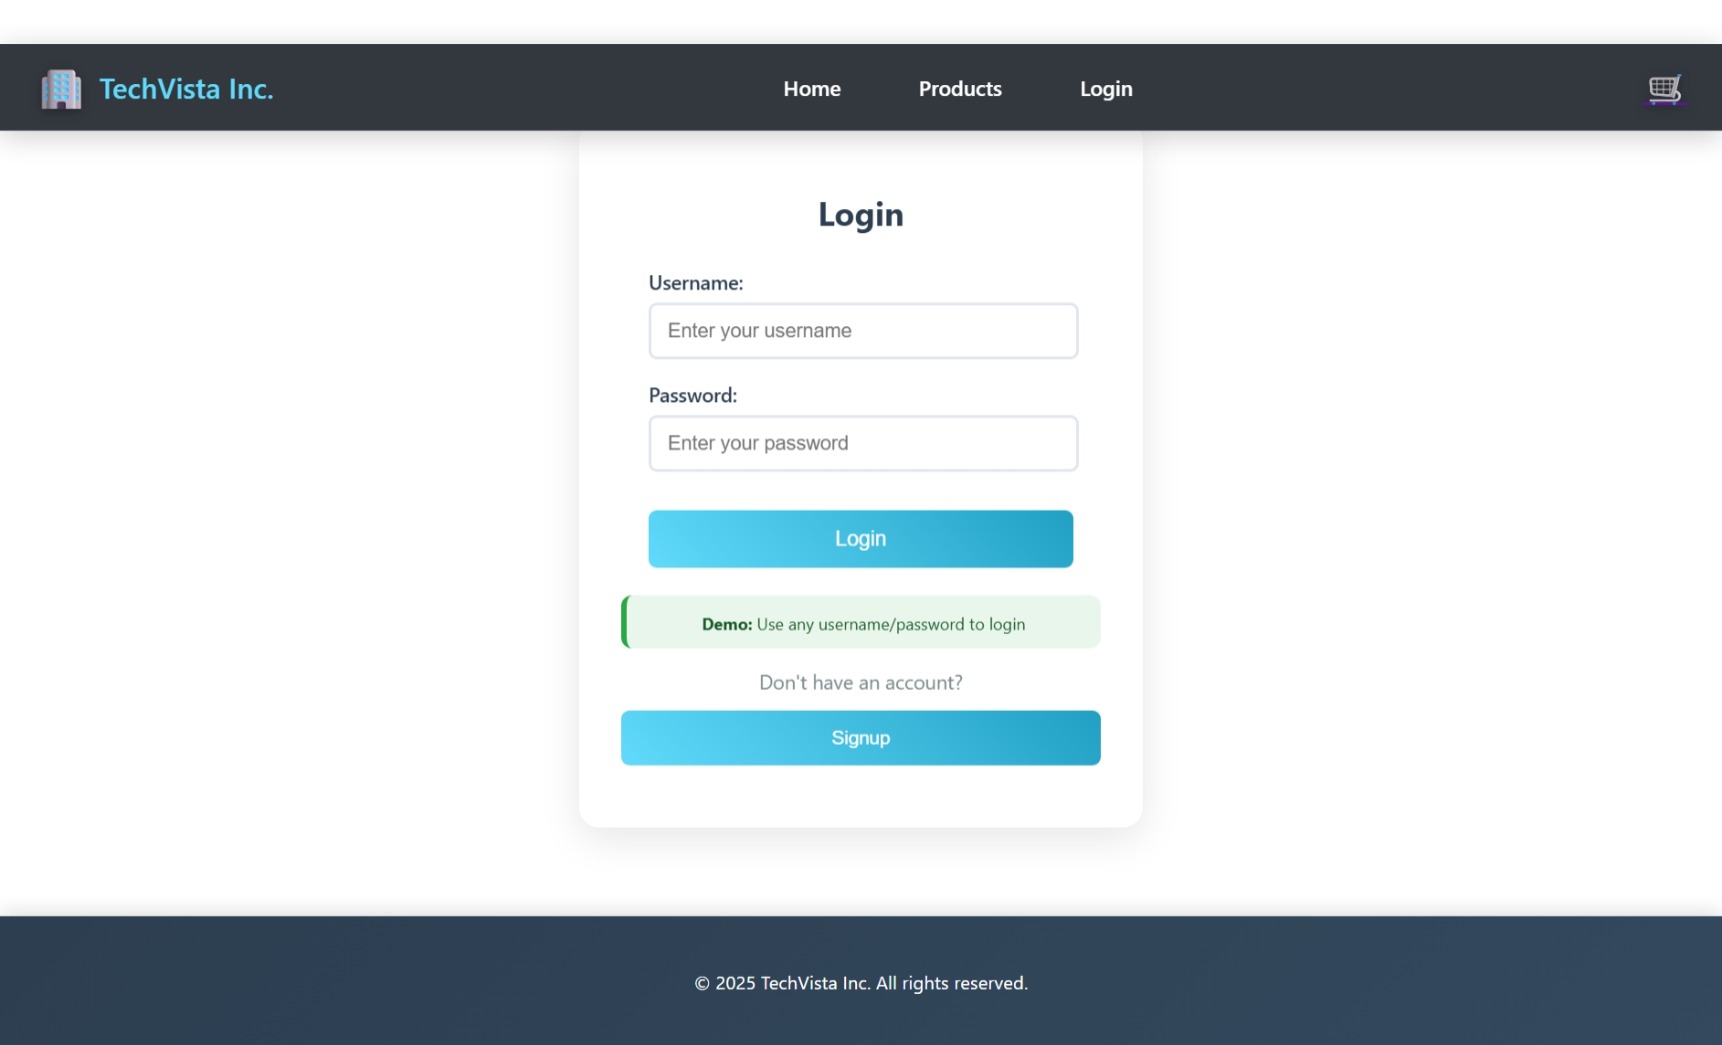 TechVista Inc.
Home
Products
Login
Login
Username:
Enter your username
Password:
Enter your password
Login
Demo: Use any username/password to login
Don't have an account?
Signup
© 2025 TechVista Inc. All rights reserved.